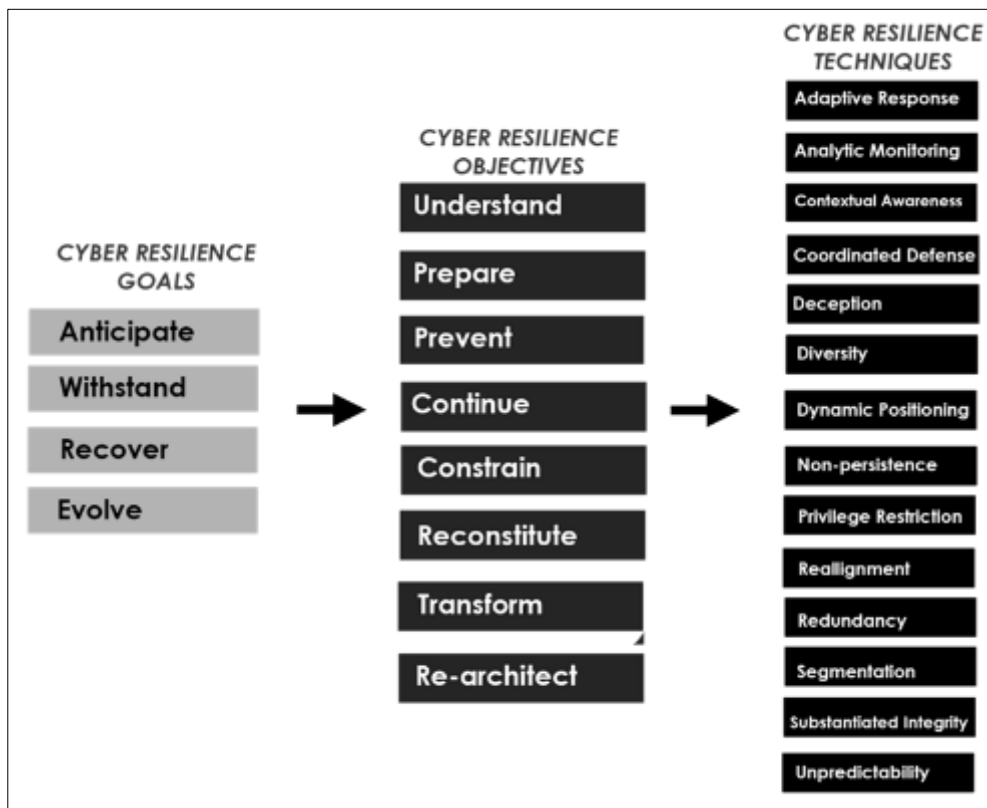 CYBER RESILIENCE
GOALS
Anticipate
Withstand
Recover
Evolve
CYBER RESILIENCE
OBJECTIVES
Understand
Prepare
Prevent
Continue
Constrain
Reconstitute
Transform
Re-architect
CYBER RESILIENCE
TECHNIQUES
Adaptive Response
Analytic Monitoring
Contextual Awareness
Coordinated Defense
Deception
Diversity
Dynamic Positioning
Non-persistence
Privilege Restriction
Reallignment
Redundancy
Segmentation
Substantiated Integrity
Unpredictability